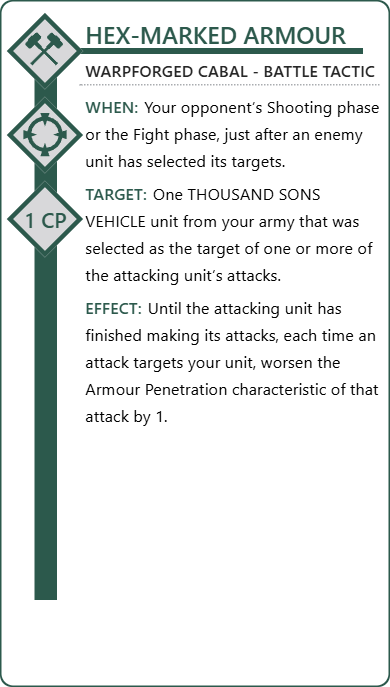 HEX-MARKED ARMOUR
WARPFORGED CABAL - BATTLE TACTIC
WHEN: Your opponent's Shooting phase
or the Fight phase, just after an enemy
unit has selected its targets.
1 CP
TARGET: One THOUSAND SONS
VEHICLE unit from your army that was
selected as the target of one or more of
the attacking unit's attacks.
EFFECT: Until the attacking unit has
finished making its attacks, each time an
attack targets your unit, worsen the
Armour Penetration characteristic of that
attack by 1.